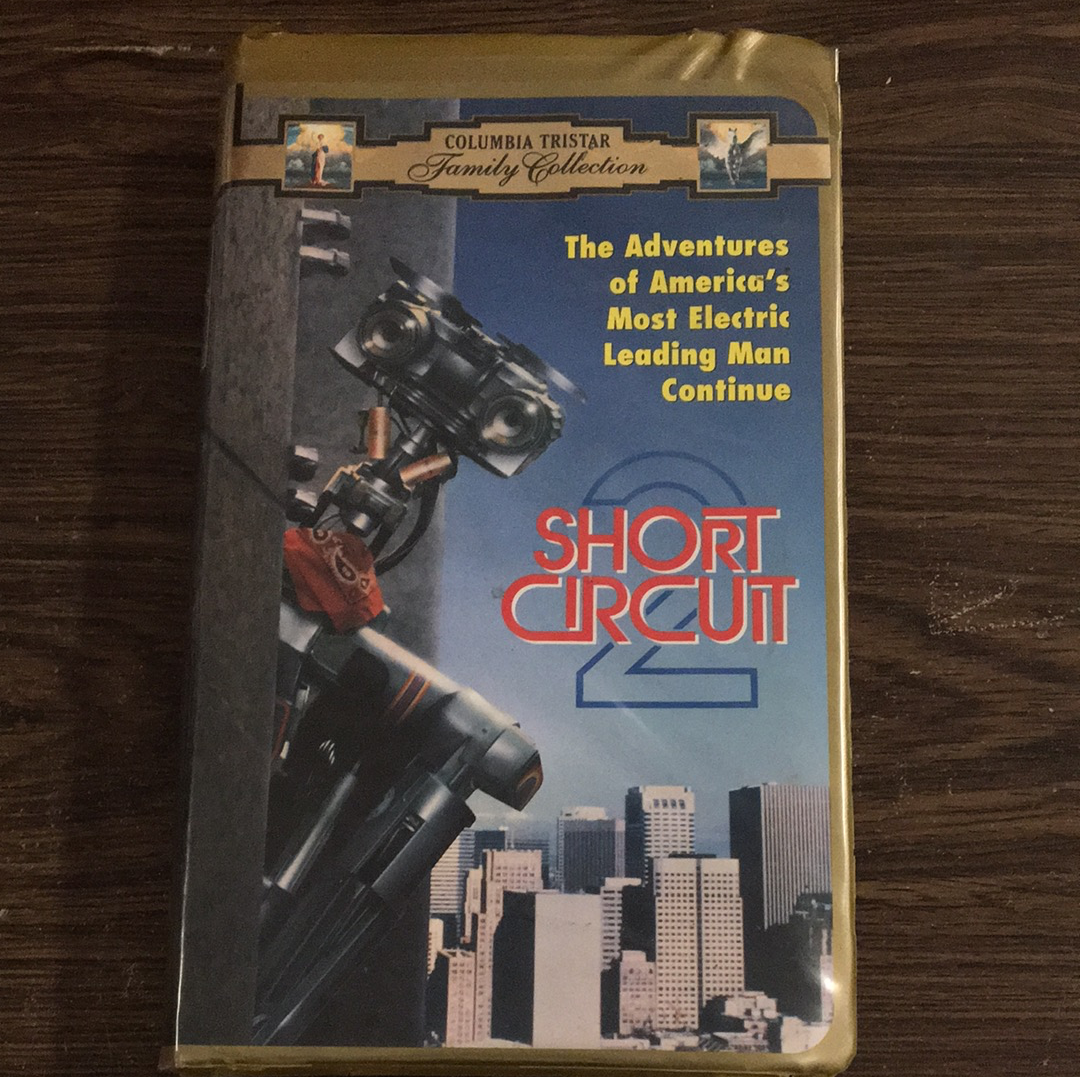 COLUMBIA TRISTAR
Family Collection
The Adventures
of America's
Most Electric
Leading Man
Continue
SHORT
CIRCUIT
2